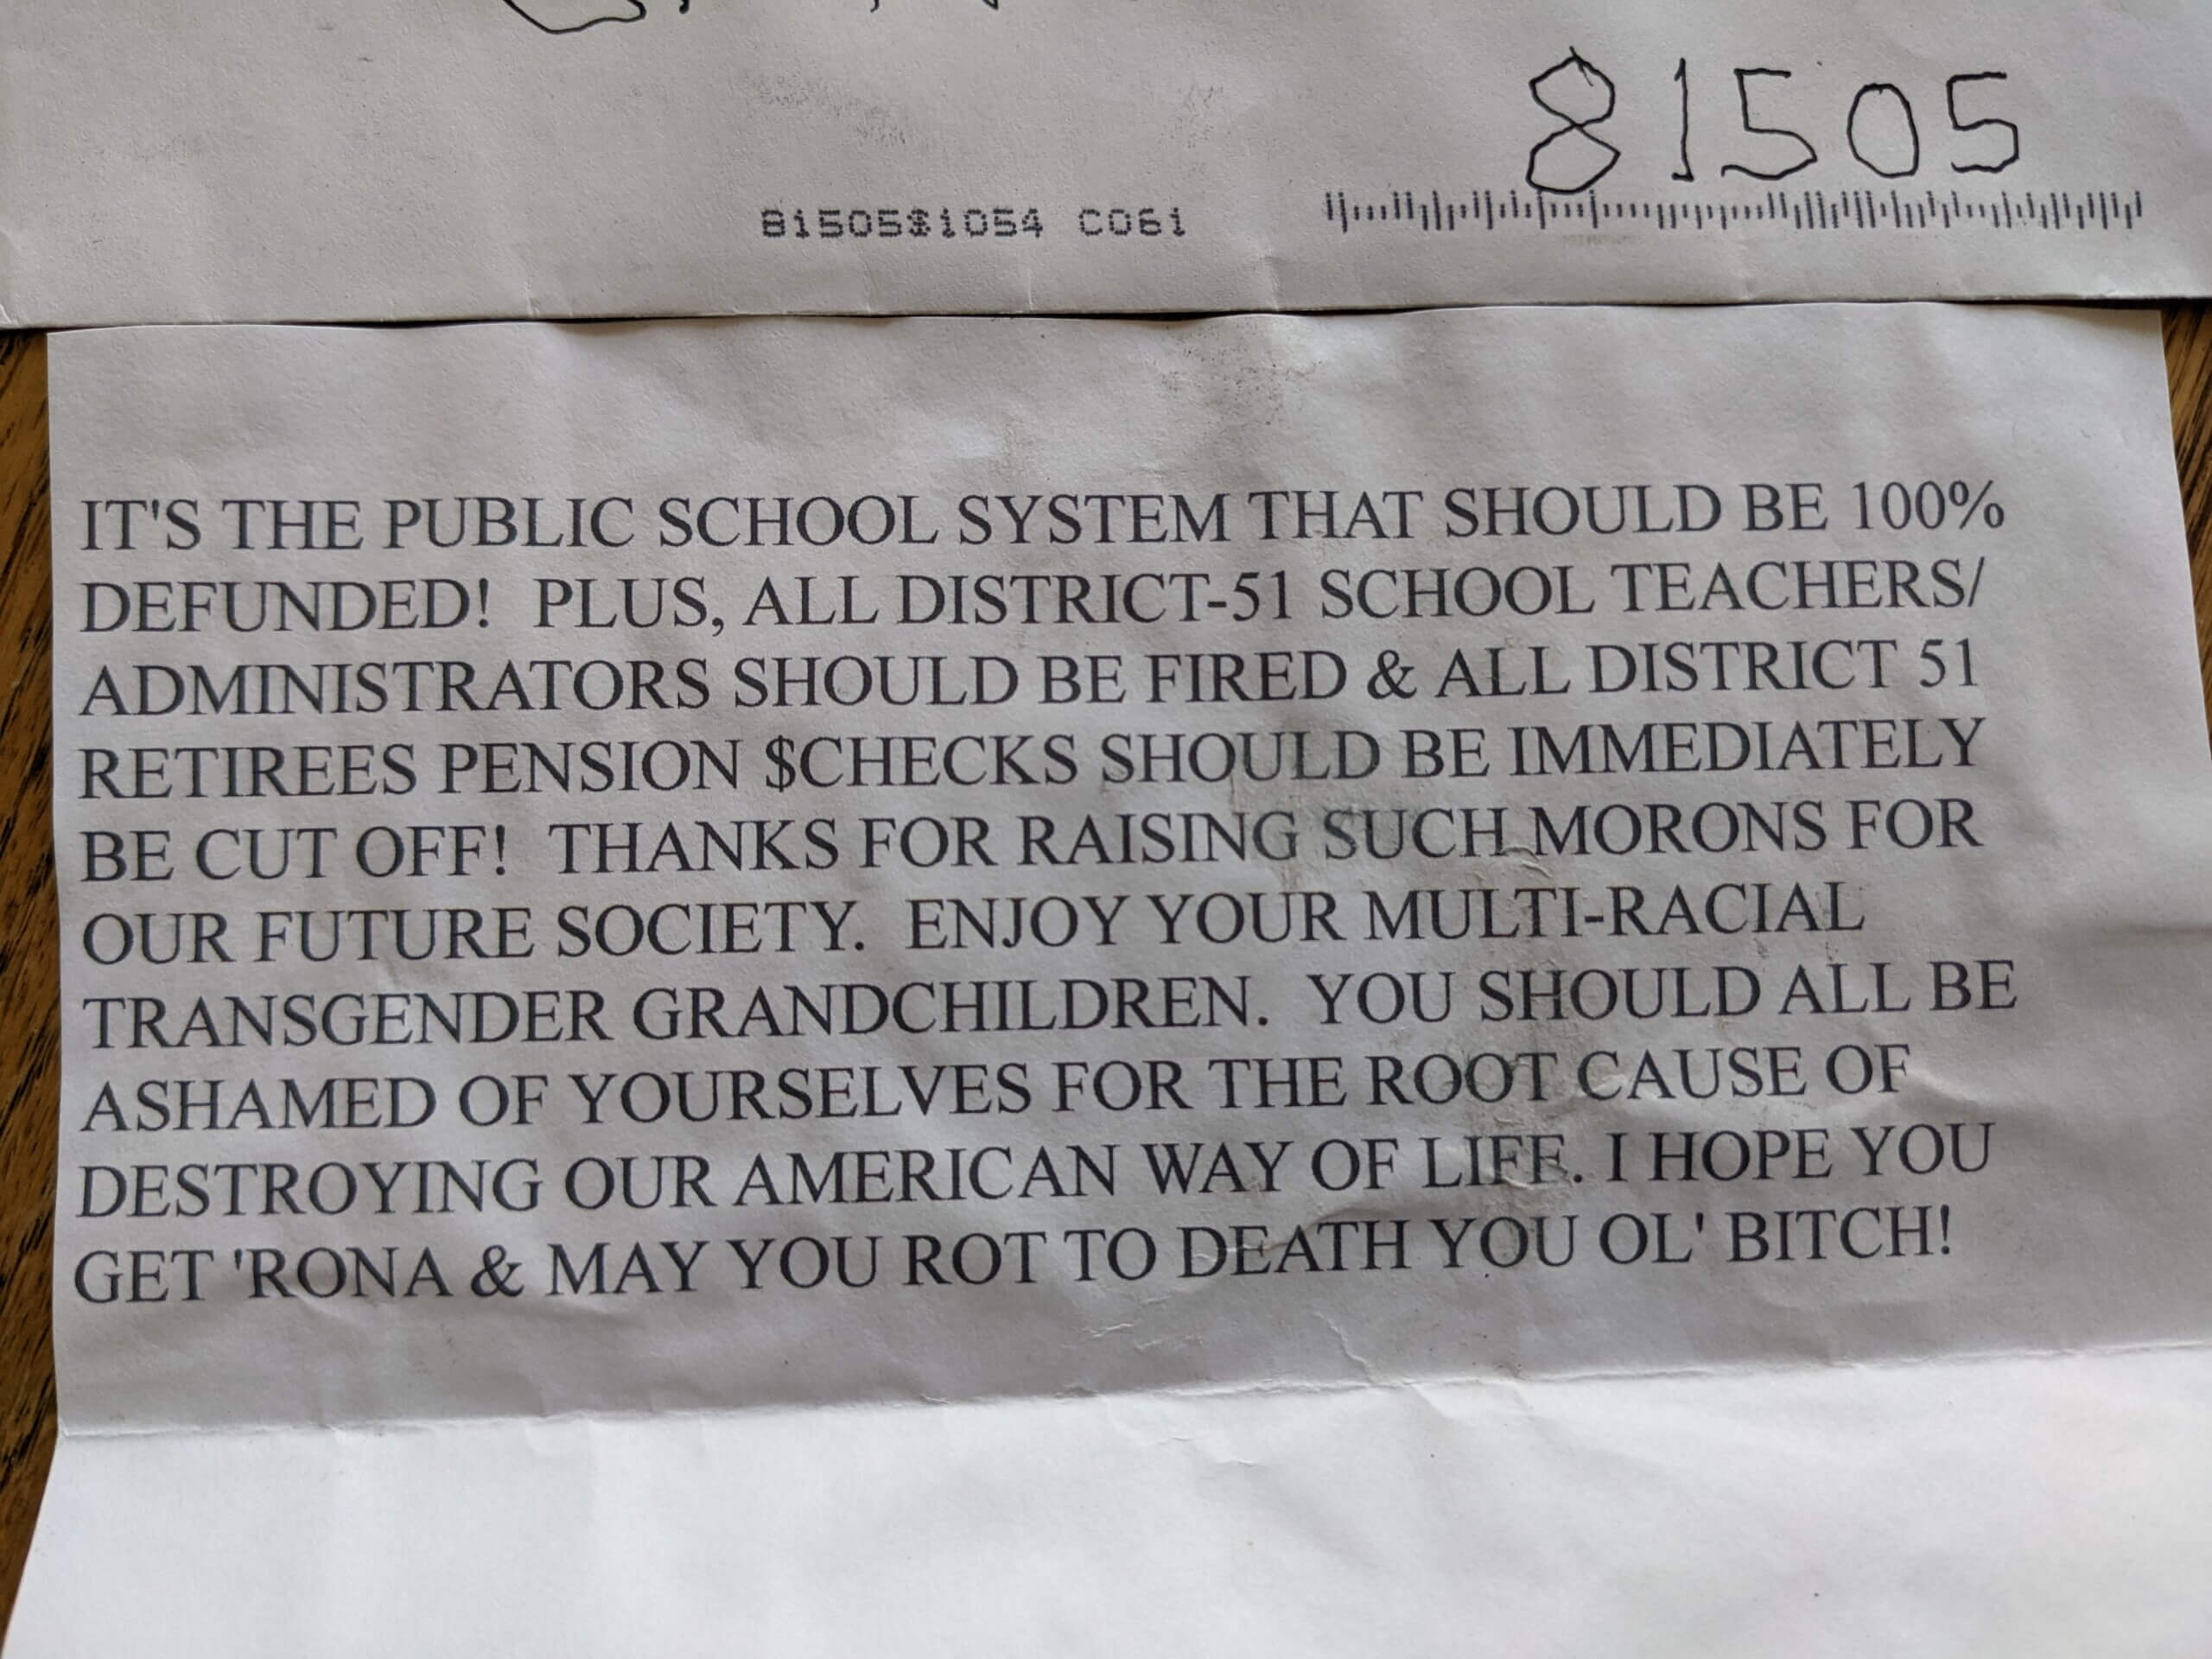 81505
81505$1054 C061
IT'S THE PUBLIC SCHOOL SYSTEM THAT SHOULD BE 100%
DEFUNDED!  PLUS, ALL DISTRICT-51 SCHOOL TEACHERS/
ADMINISTRATORS SHOULD BE FIRED & ALL DISTRICT 51
RETIREES PENSION $CHECKS SHOULD BE IMMEDIATELY
BE CUT OFF!  THANKS FOR RAISING SUCH MORONS FOR
OUR FUTURE SOCIETY.  ENJOY YOUR MULTI-RACIAL
TRANSGENDER GRANDCHILDREN.  YOU SHOULD ALL BE
ASHAMED OF YOURSELVES FOR THE ROOT CAUSE OF
DESTROYING OUR AMERICAN WAY OF LIFE. I HOPE YOU
GET 'RONA & MAY YOU ROT TO DEATH YOU OL' BITCH!